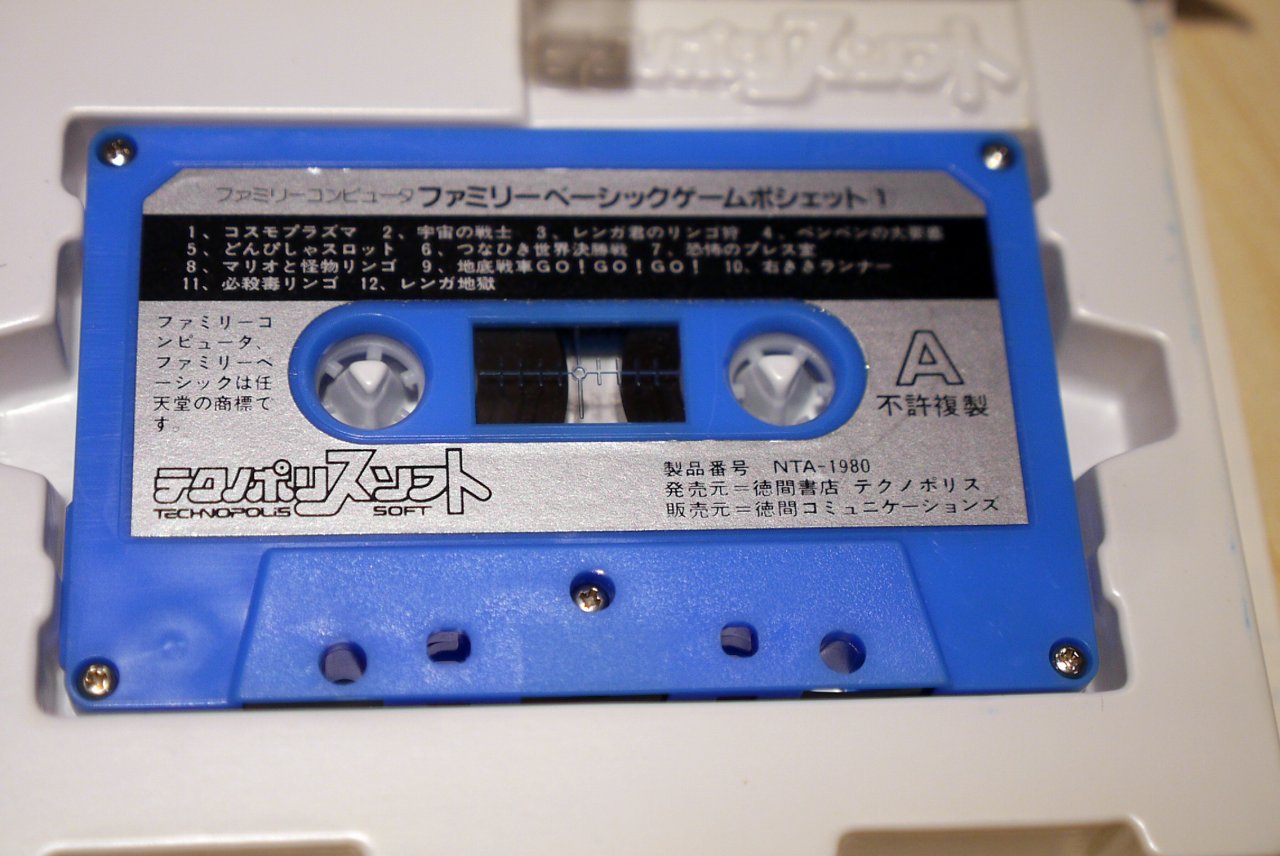 ファミリーコンピュータ ファミリーベーシックゲームポシェット 1
1、コスモプラズマ 2、宇宙の戦士 3、レンガ君のリンゴ狩 4、ペンペンの大要塞
5、どんぴしゃスロット 6、つなひき世界決勝戦 7、恐怖のプレス室
8、マリオと怪物リンゴ 9、地底戦車GO!GO!GO! 10、右ききランナー
11、必殺毒リンゴ 12、レンガ地獄
ファミリーコ
ンピュータ、
ファミリーベ
ーシックは任
天堂の商標で
す。
A
不許複製
テクノポリスソフト
TECHNOPOLIS SOFT
製品番号 NTA-1980
発売元=徳間書店 テクノポリス
販売元=徳間コミュニケーションズ